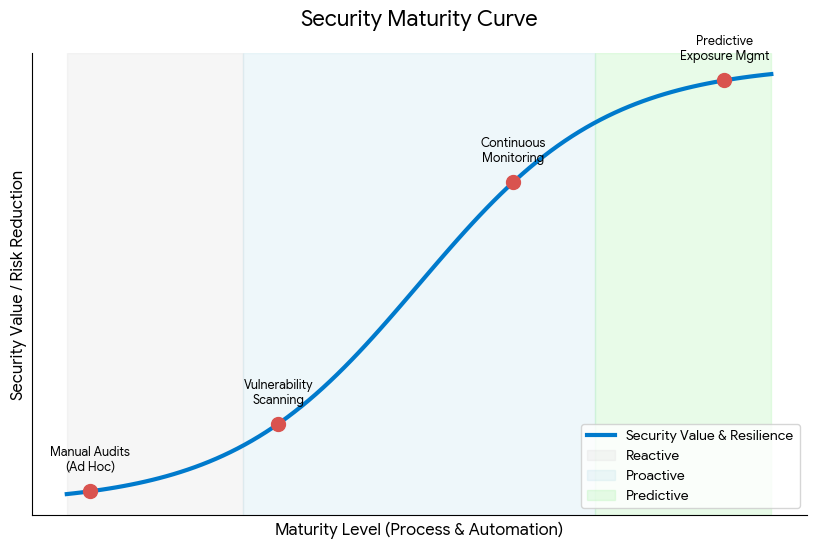 Security Maturity Curve
Predictive
Exposure Mgmt
Continuous
Monitoring
Vulnerability
Scanning
Manual Audits
(Ad Hoc)
Security Value / Risk Reduction
Security Value & Resilience
Reactive
Proactive
Predictive
Maturity Level (Process & Automation)